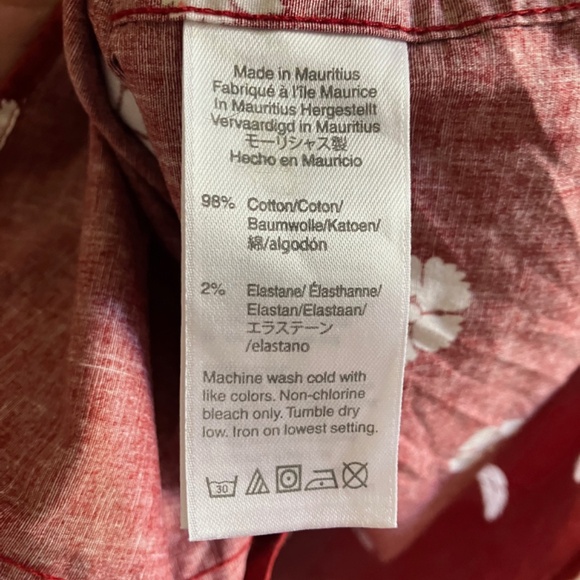 Made in Mauritius
Fabriqué à l'île Maurice
In Mauritius Hergestellt
Vervaardigd in Mauritius
モーリシャス製
Hecho en Mauricio
98% Cotton/Coton/
Baumwolle/Katoen/
綿/algodón
2% Elastane/ Élasthanne/
Elastan/Elastaan/
エラステーン
/elastano
Machine wash cold with
like colors. Non-chlorine
bleach only. Tumble dry
low. Iron on lowest setting.
30